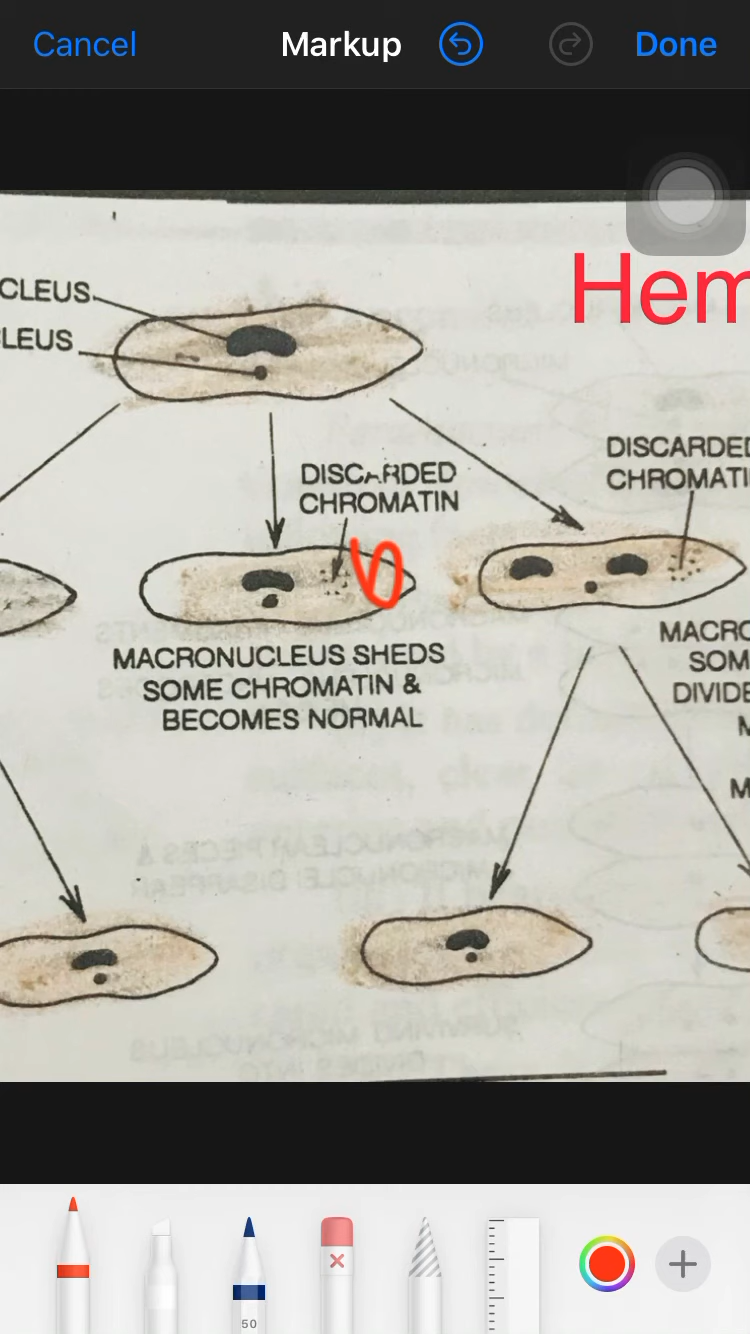 Cancel
Markup
Done
Hem
CLEUS
LEUS
DISCARDED
CHROMATIN
DISCARDED
CHROMATI
MACRONUCLEUS SHEDS
SOME CHROMATIN &
BECOMES NORMAL
MACRO
SOM
DIVIDE
M
M
50